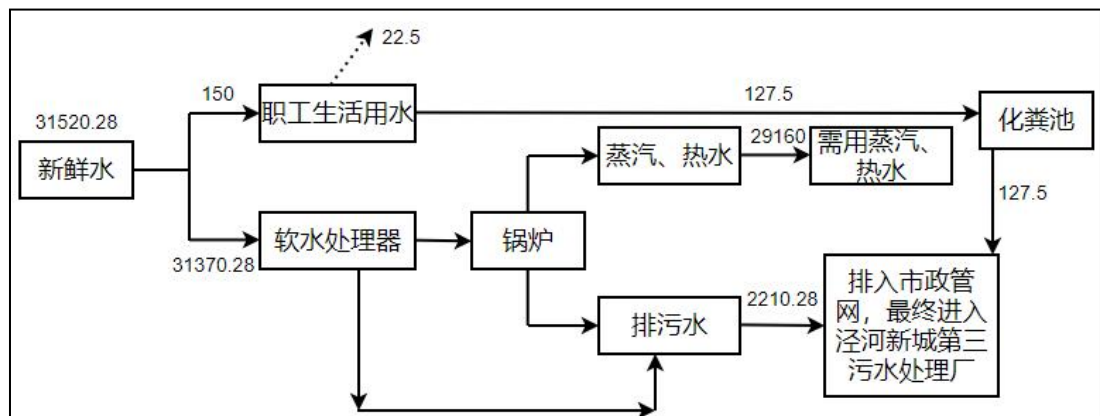 22.5
150
职工生活用水
127.5
化粪池
31520.28
新鲜水
蒸汽、热水
29160
需用蒸汽、
热水
127.5
31370.28
软水处理器
锅炉
排污水
2210.28
排入市政管
网，最终进入
泾河新城第三
污水处理厂